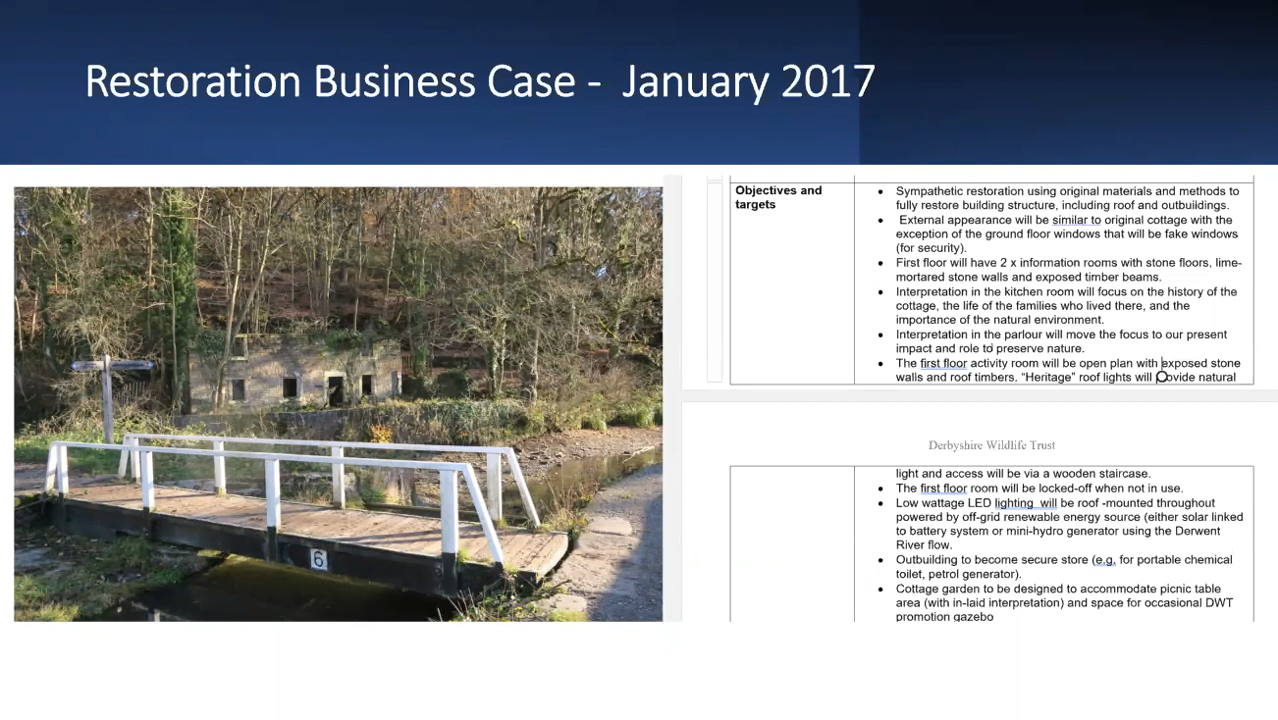 Restoration Business Case - January 2017
6
Objectives and
targets
• Sympathetic restoration using original materials and methods to
fully restore building structure, including roof and outbuildings.
• External appearance will be similar to original cottage with the
exception of the ground floor windows that will be fake windows
(for security).
• First floor will have 2 x information rooms with stone floors, lime-
mortared stone walls and exposed timber beams.
• Interpretation in the kitchen room will focus on the history of the
cottage, the life of the families who lived there, and the
importance of the natural environment.
• Interpretation in the parlour will move the focus to our present
impact and role to preserve nature.
• The first floor activity room will be open plan with exposed stone
walls and roof timbers. “Heritage” roof lights will provide natural
Derbyshire Wildlife Trust
light and access will be via a wooden staircase.
• The first floor room will be locked-off when not in use.
• Low wattage LED lighting will be roof -mounted throughout
powered by off-grid renewable energy source (either solar linked
to battery system or mini-hydro generator using the Derwent
River flow.
• Outbuilding to become secure store (e.g. for portable chemical
toilet, petrol generator).
• Cottage garden to be designed to accommodate picnic table
area (with in-laid interpretation) and space for occasional DWT
promotion gazebo